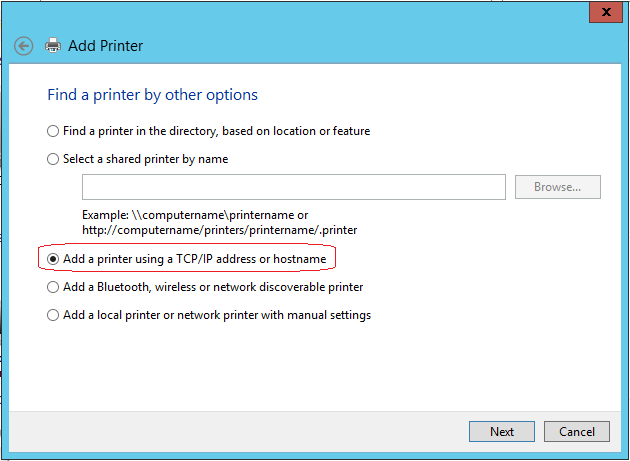 x
Add Printer
Find a printer by other options
Find a printer in the directory, based on location or feature
Select a shared printer by name
Browse...
Example: \\computername\printername or
http://computername/printers/printername/.printer
Add a printer using a TCP/IP address or hostname
Add a Bluetooth, wireless or network discoverable printer
Add a local printer or network printer with manual settings
Next
Cancel